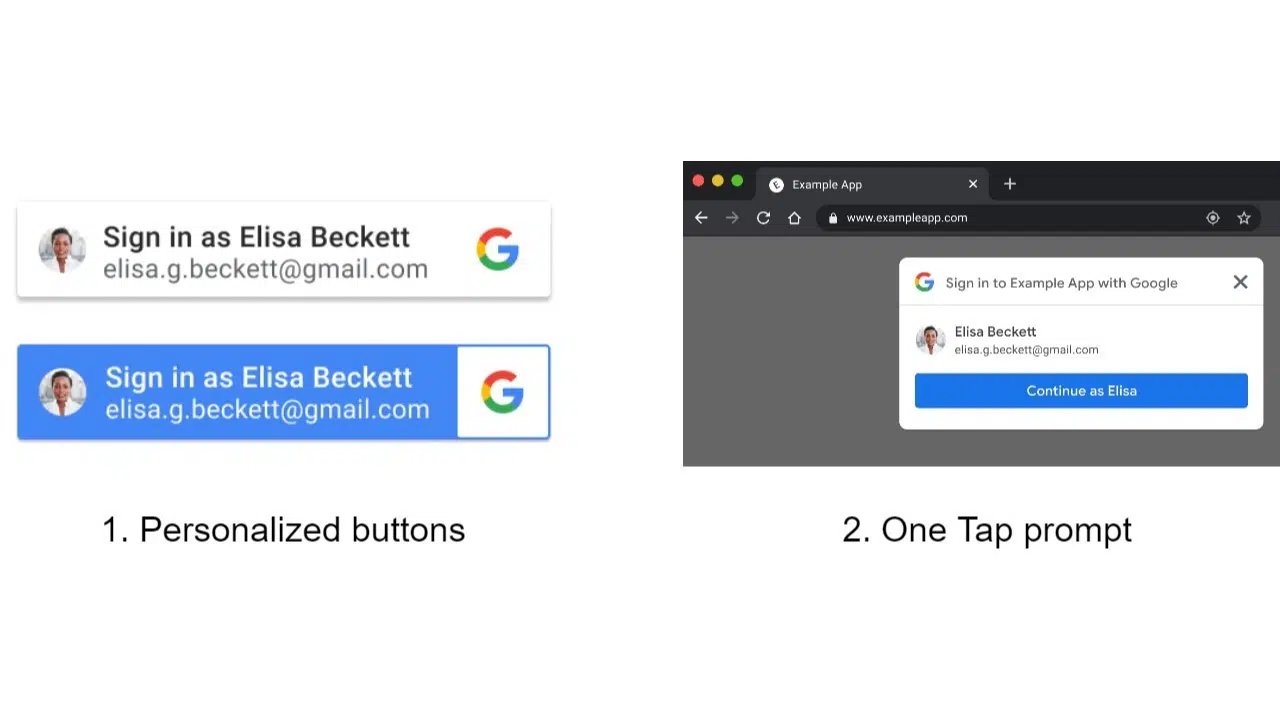 Sign in as Elisa Beckett
elisa.g.beckett@gmail.com
Sign in as Elisa Beckett
elisa.g.beckett@gmail.com
1. Personalized buttons
Example App
www.exampleapp.com
Sign in to Example App with Google
Elisa Beckett
elisa.g.beckett@gmail.com
Continue as Elisa
2. One Tap prompt